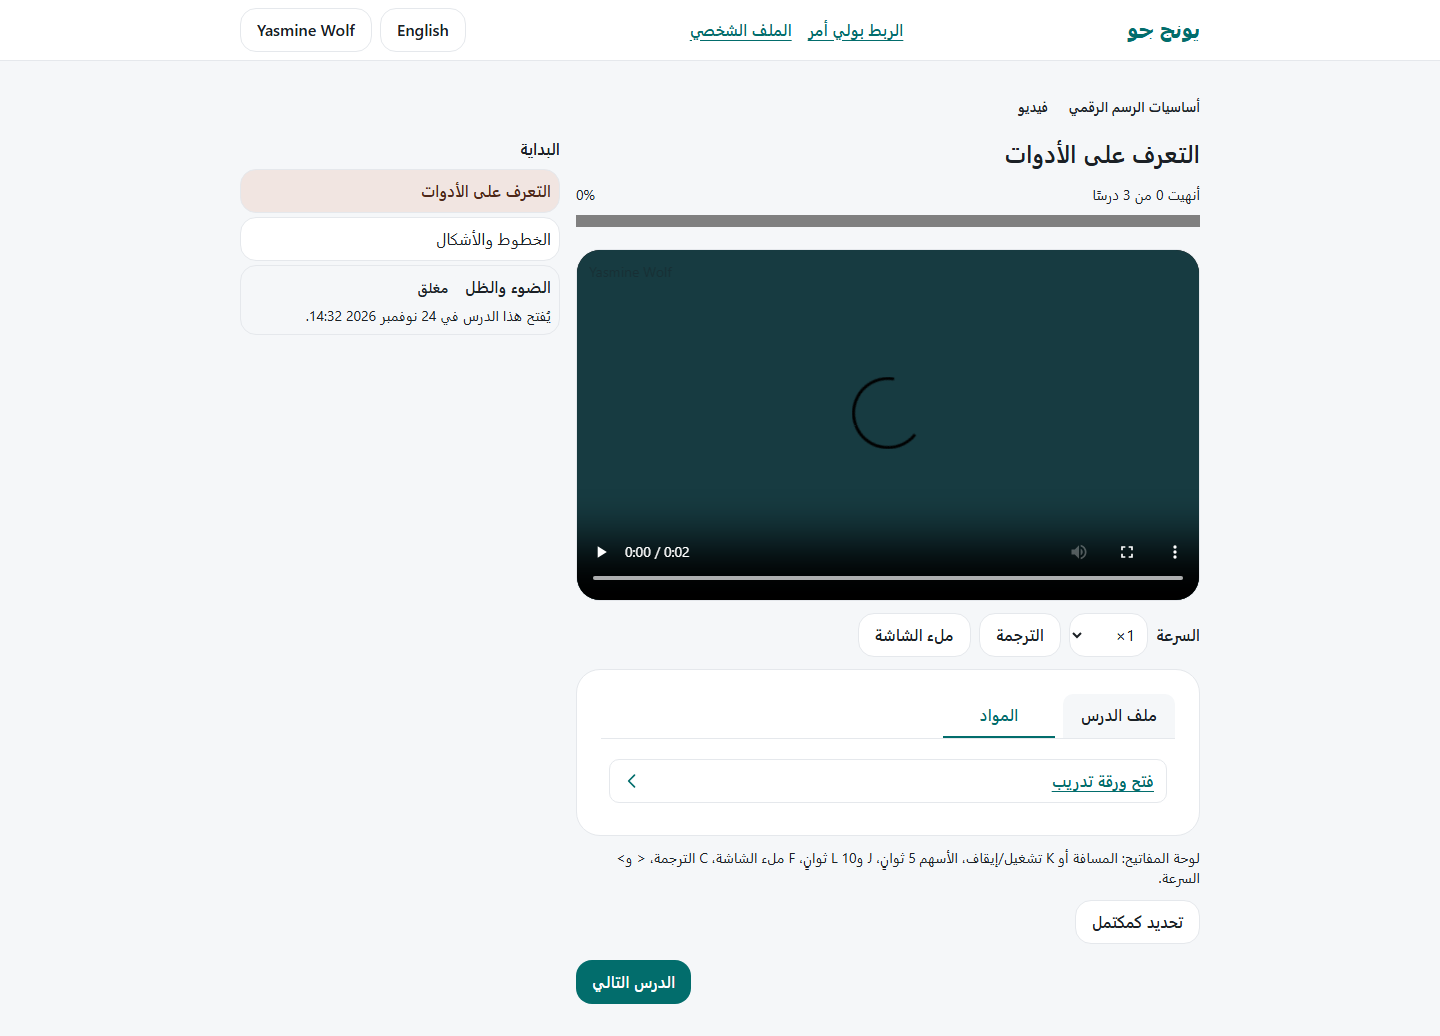 يونج جو
الربط بولي أمر
الملف الشخصي
English
Yasmine Wolf
أساسيات الرسم الرقمي
فيديو
التعرف على الأدوات
أنهيت 0 من 3 درسًا
0%
Yasmine Wolf
0:00 / 0:02
السرعة
1×
الترجمة
ملء الشاشة
ملف الدرس
المواد
فتح ورقة تدريب
لوحة المفاتيح: المسافة أو K تشغيل/إيقاف، الأسهم 5 ثوانٍ، J وL 10 ثوانٍ، F ملء الشاشة، C الترجمة، < و>
السرعة.
تحديد كمكتمل
الدرس التالي
البداية
التعرف على الأدوات
الخطوط والأشكال
الضوء والظل
مغلق
يُفتح هذا الدرس في 24 نوفمبر 2026 14:32.